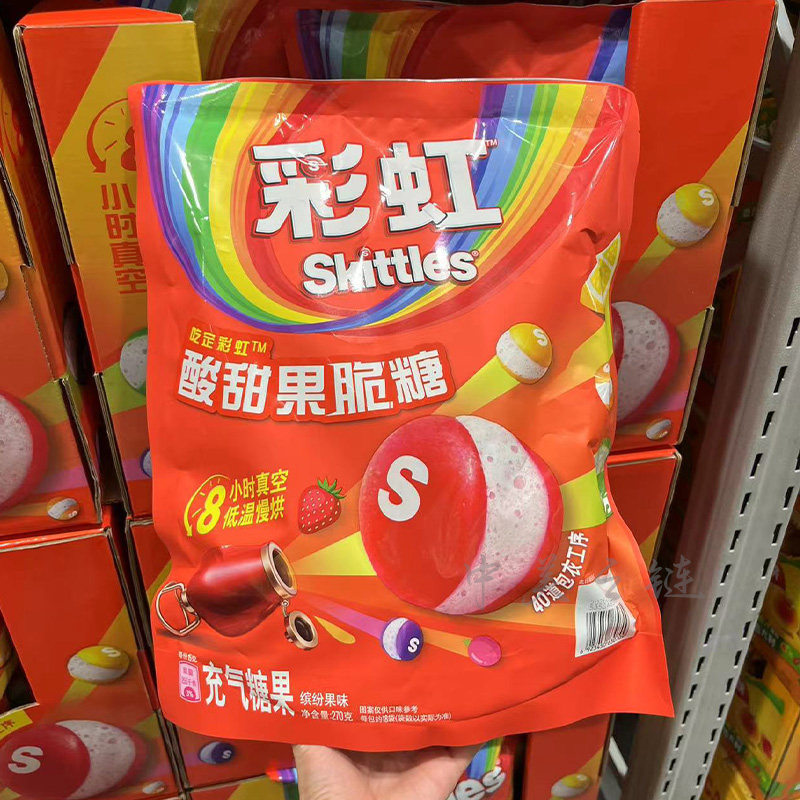 彩虹™
Skittles®
吃定彩虹™
酸甜果脆糖
8小时真空
低温慢烘
S
40道包衣工序
充气糖果
缤纷果味
净含量:270克
图案仅供口味参考
8
小时真空